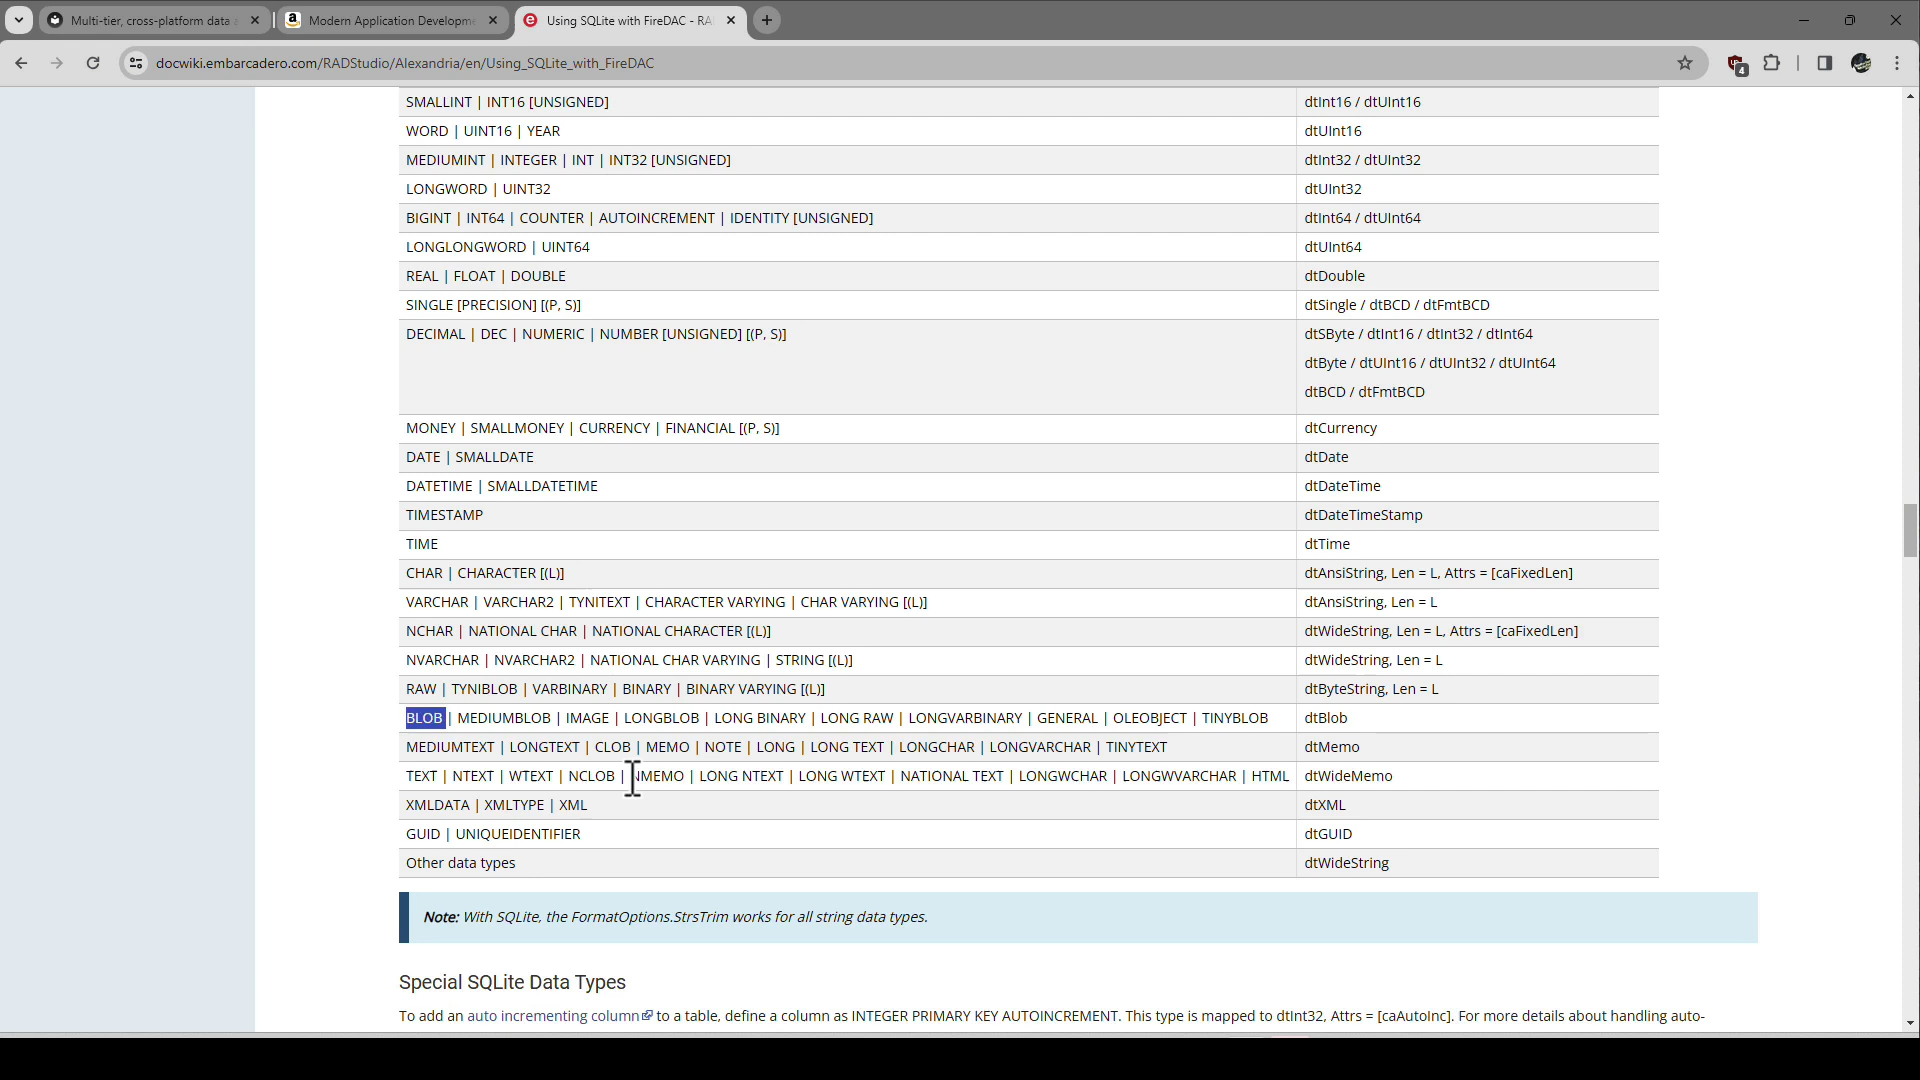 Multi-tier, cross-platform data a
Modern Application Developm
Using SQLite with FireDAC - RA
docwiki.embarcadero.com/RADStudio/Alexandria/en/Using_SQLite_with_FireDAC
4
SMALLINT | INT16 [UNSIGNED] dtInt16 / dtUInt16
WORD | UINT16 | YEAR dtUInt16
MEDIUMINT | INTEGER | INT | INT32 [UNSIGNED] dtInt32 / dtUInt32
LONGWORD | UINT32 dtUInt32
BIGINT | INT64 | COUNTER | AUTOINCREMENT | IDENTITY [UNSIGNED] dtInt64 / dtUInt64
LONGLONGWORD | UINT64 dtUInt64
REAL | FLOAT | DOUBLE dtDouble
SINGLE [PRECISION] [(P, S)] dtSingle / dtBCD / dtFmtBCD
DECIMAL | DEC | NUMERIC | NUMBER [UNSIGNED] [(P, S)] dtSByte / dtInt16 / dtInt32 / dtInt64
dtByte / dtUInt16 / dtUInt32 / dtUInt64
dtBCD / dtFmtBCD
MONEY | SMALLMONEY | CURRENCY | FINANCIAL [(P, S)] dtCurrency
DATE | SMALLDATE dtDate
DATETIME | SMALLDATETIME dtDateTime
TIMESTAMP dtDateTimeStamp
TIME dtTime
CHAR | CHARACTER [(L)] dtAnsiString, Len = L, Attrs = [caFixedLen]
VARCHAR | VARCHAR2 | TYNITEXT | CHARACTER VARYING | CHAR VARYING [(L)] dtAnsiString, Len = L
NCHAR | NATIONAL CHAR | NATIONAL CHARACTER [(L)] dtWideString, Len = L, Attrs = [caFixedLen]
NVARCHAR | NVARCHAR2 | NATIONAL CHAR VARYING | STRING [(L)] dtWideString, Len = L
RAW | TYNIBLOB | VARBINARY | BINARY | BINARY VARYING [(L)] dtByteString, Len = L
BLOB | MEDIUMBLOB | IMAGE | LONGBLOB | LONG BINARY | LONG RAW | LONGVARBINARY | GENERAL | OLEOBJECT | TINYBLOB dtBlob
MEDIUMTEXT | LONGTEXT | CLOB | MEMO | NOTE | LONG | LONG TEXT | LONGCHAR | LONGVARCHAR | TINYTEXT dtMemo
TEXT | NTEXT | WTEXT | NCLOB | NMEMO | LONG NTEXT | LONG WTEXT | NATIONAL TEXT | LONGWCHAR | LONGWVARCHAR | HTML dtWideMemo
XMLDATA | XMLTYPE | XML dtXML
GUID | UNIQUEIDENTIFIER dtGUID
Other data types dtWideString
Note: With SQLite, the FormatOptions.StrsTrim works for all string data types.
Special SQLite Data Types
To add an auto incrementing column to a table, define a column as INTEGER PRIMARY KEY AUTOINCREMENT. This type is mapped to dtInt32, Attrs = [caAutoInc]. For more details about handling auto-